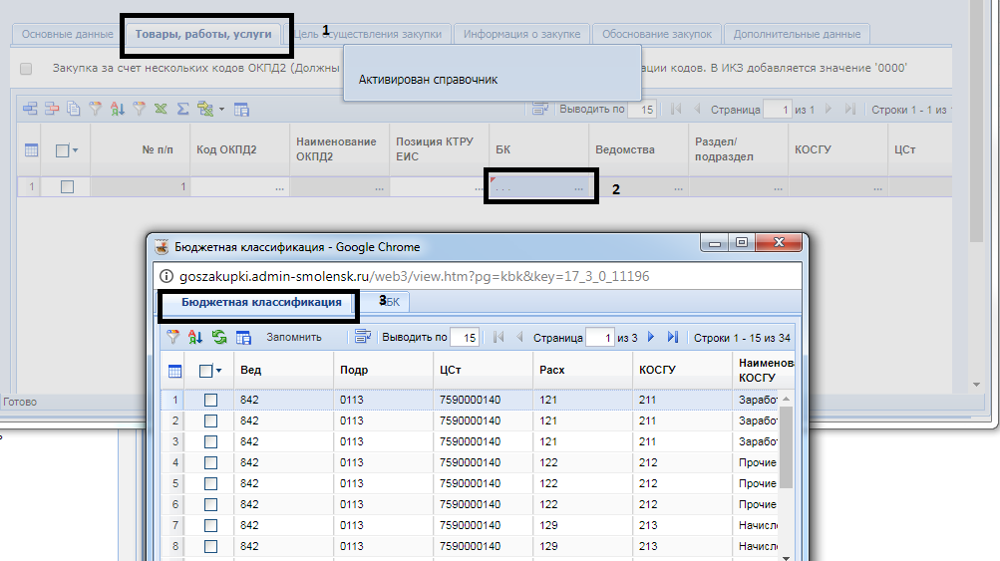 Основные данные Товары, работы, услуги 1 Цель осуществления закупки Информация о закупке Обоснование закупок Дополнительные данные
Закупка за счет нескольких кодов ОКПД2 (Должны
Активирован справочник
ации кодов. В ИКЗ добавляется значение '0000'
Выводить по 15 Страница 1 из 1 Строки 1 - 1 из
№ п/п Код ОКПД2 Наименование ОКПД2 Позиция КТРУ ЕИС БК Ведомства Раздел/ подраздел КОСГУ ЦСт
1 1 ... ... ... ... ... ... ... ...
2
Бюджетная классификация - Google Chrome
goszakupki.admin-smolensk.ru/web3/view.htm?pg=kbk&key=17_3_0_11196
Бюджетная классификация 3 БК
Запомнить Выводить по 15 Страница 1 из 3 Строки 1 - 15 из 34
Вед Подр ЦСт Расх КОСГУ Наименова КОСГУ
1 842 0113 7590000140 121 211 Заработ
2 842 0113 7590000140 121 211 Заработ
3 842 0113 7590000140 121 211 Заработ
4 842 0113 7590000140 122 212 Прочие
5 842 0113 7590000140 122 212 Прочие
6 842 0113 7590000140 122 212 Прочие
7 842 0113 7590000140 129 213 Начисле
8 842 0113 7590000140 129 213 Начисле
Готово